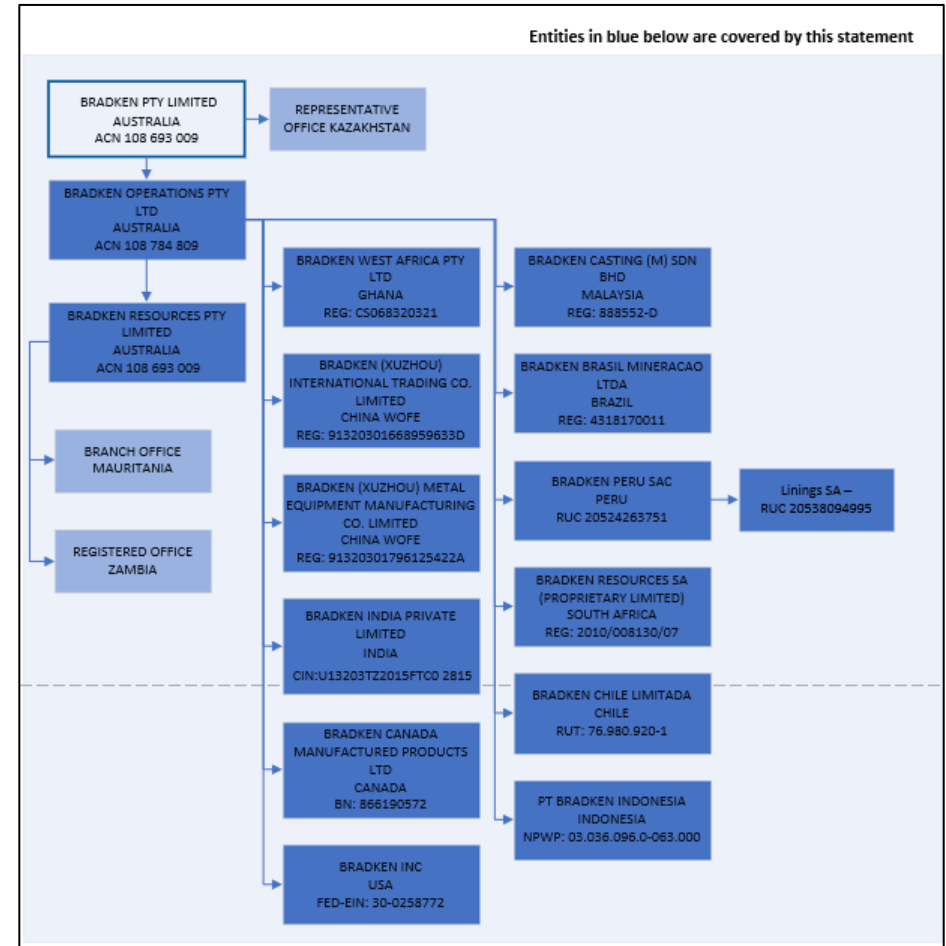 Entities in blue below are covered by this statement
BRADKEN PTY LIMITED
AUSTRALIA
ACN 108 693 009
REPRESENTATIVE
OFFICE KAZAKHSTAN
BRADKEN OPERATIONS PTY
LTD
AUSTRALIA
ACN 108 784 809
BRADKEN RESOURCES PTY
LIMITED
AUSTRALIA
ACN 108 693 009
BRANCH OFFICE
MAURITANIA
REGISTERED OFFICE
ZAMBIA
BRADKEN WEST AFRICA PTY
LTD
GHANA
REG: CS068320321
BRADKEN (XUZHOU)
INTERNATIONAL TRADING CO.
LIMITED
CHINA WOFE
REG: 91320301668959633D
BRADKEN (XUZHOU) METAL
EQUIPMENT MANUFACTURING
CO. LIMITED
CHINA WOFE
REG: 91320301796125422A
BRADKEN INDIA PRIVATE
LIMITED
INDIA
CIN:U13203TZ2015FTC0 2815
BRADKEN CANADA
MANUFACTURED PRODUCTS
LTD
CANADA
BN: 866190572
BRADKEN INC
USA
FED-EIN: 30-0258772
BRADKEN CASTING (M) SDN
BHD
MALAYSIA
REG: 888552-D
BRADKEN BRASIL MINERACAO
LTDA
BRAZIL
REG: 4318170011
BRADKEN PERU SAC
PERU
RUC 20524263751
Linings SA –
RUC 20538094995
BRADKEN RESOURCES SA
(PROPRIETARY LIMITED)
SOUTH AFRICA
REG: 2010/008130/07
BRADKEN CHILE LIMITADA
CHILE
RUT: 76.980.920-1
PT BRADKEN INDONESIA
INDONESIA
NPWP: 03.036.096.0-063.000